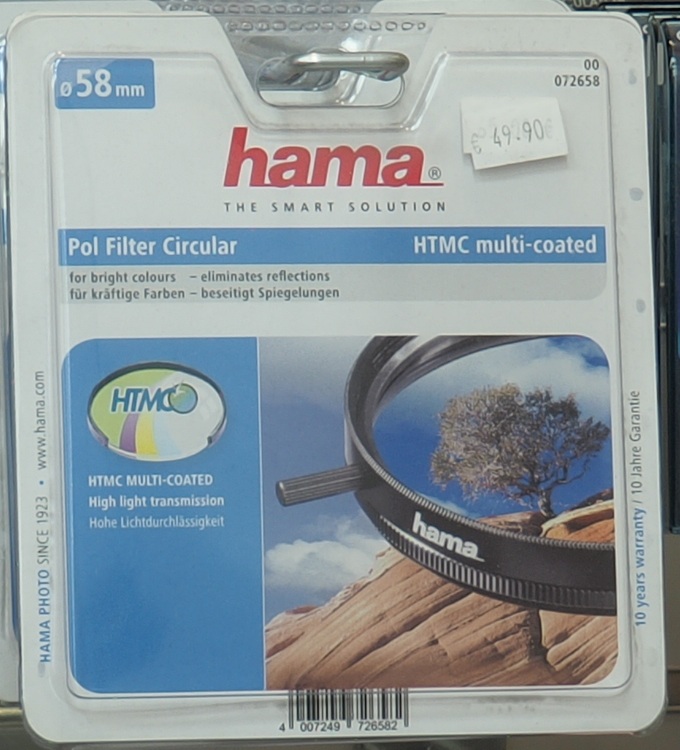 ø58mm
00
072658
€ 49.90€
hama®
THE SMART SOLUTION
Pol Filter Circular
HTMC multi-coated
for bright colours – eliminates reflections
für kräftige Farben – beseitigt Spiegelungen
HTMC
HTMC MULTI-COATED
High light transmission
Hohe Lichtdurchlässigkeit
hama
HAMA PHOTO SINCE 1923 • www.hama.com
10 years warranty / 10 Jahre Garantie
4 007249 726582